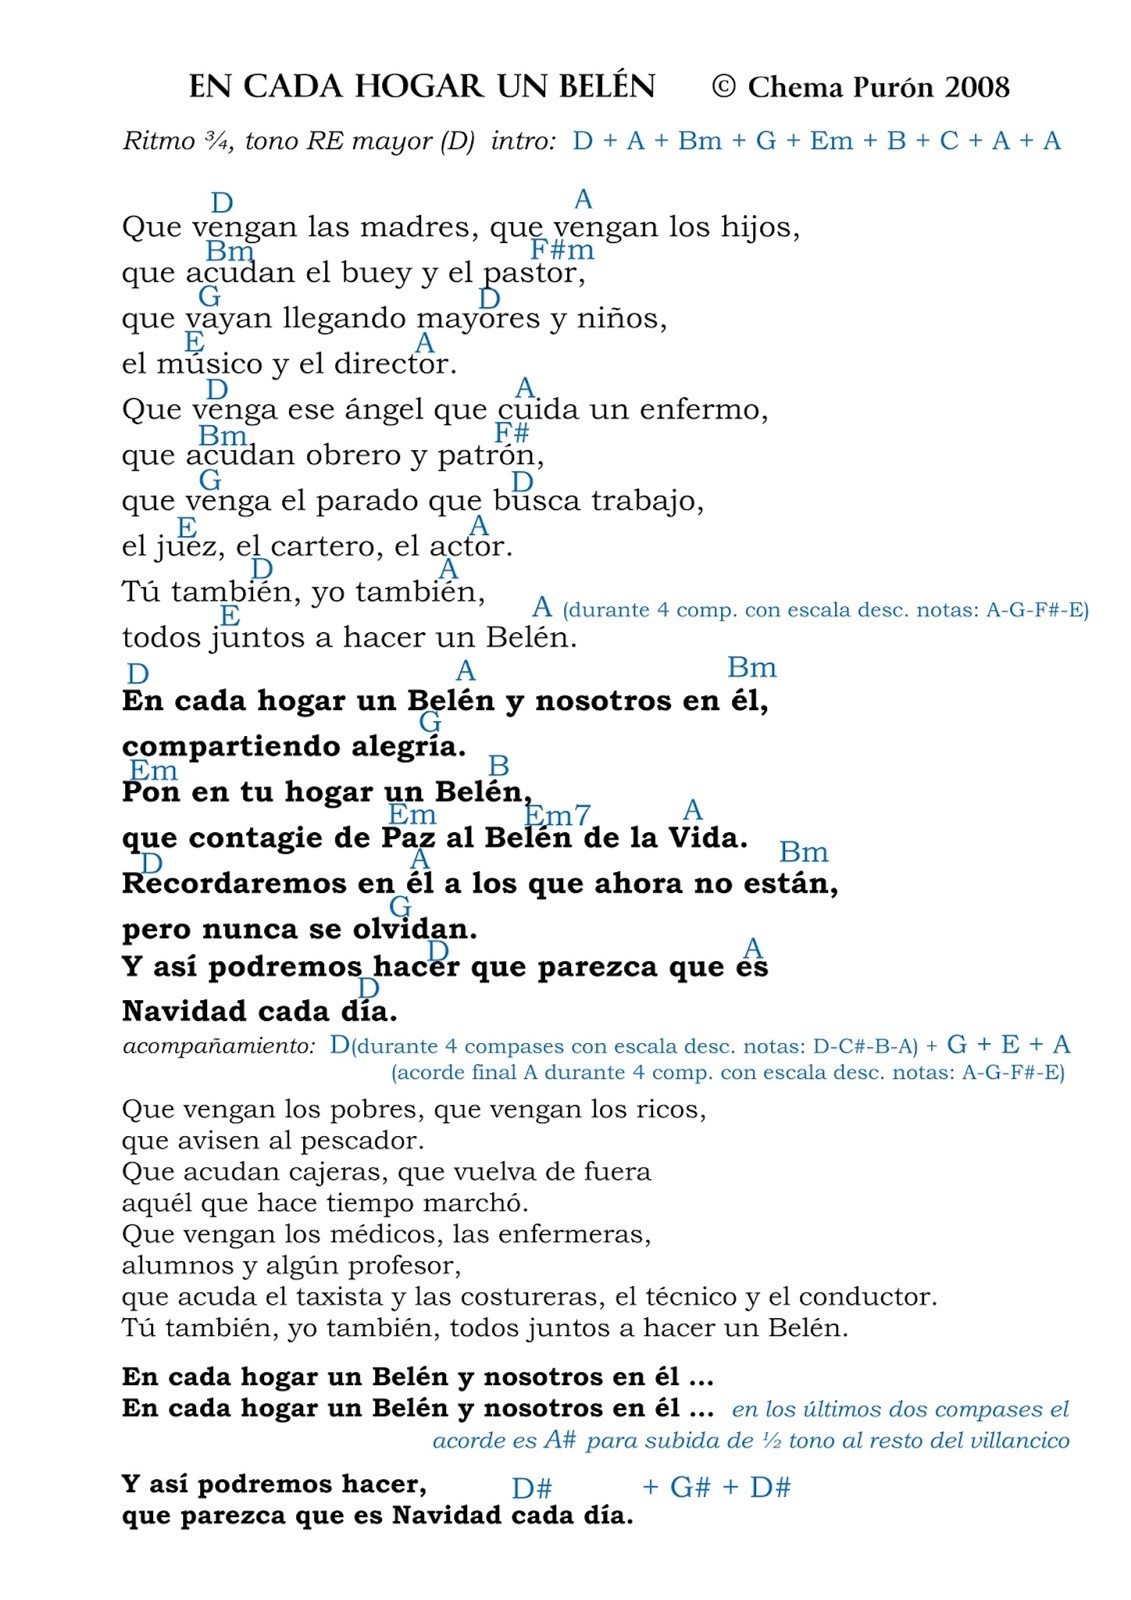 EN CADA HOGAR UN BELÉN © Chema Purón 2008
Ritmo ¾, tono RE mayor (D) intro: D + A + Bm + G + Em + B + C + A + A
D A
Que vengan las madres, que vengan los hijos,
Bm F#m
que acudan el buey y el pastor,
G D
que vayan llegando mayores y niños,
E A
el músico y el director.
D A
Que venga ese ángel que cuida un enfermo,
Bm F#
que acudan obrero y patrón,
G D
que venga el parado que busca trabajo,
E A
el juez, el cartero, el actor.
D A
Tú también, yo también,
E A (durante 4 comp. con escala desc. notas: A-G-F#-E)
todos juntos a hacer un Belén.
D A Bm
En cada hogar un Belén y nosotros en él,
G
compartiendo alegría.
Em B
Pon en tu hogar un Belén,
Em Em7 A
que contagie de Paz al Belén de la Vida.
D A Bm
Recordaremos en él a los que ahora no están,
G
pero nunca se olvidan.
D A
Y así podremos hacer que parezca que es
D
Navidad cada día.
acompañamiento: D(durante 4 compases con escala desc. notas: D-C#-B-A) + G + E + A
(acorde final A durante 4 comp. con escala desc. notas: A-G-F#-E)
Que vengan los pobres, que vengan los ricos,
que avisen al pescador.
Que acudan cajeras, que vuelva de fuera
aquél que hace tiempo marchó.
Que vengan los médicos, las enfermeras,
alumnos y algún profesor,
que acuda el taxista y las costureras, el técnico y el conductor.
Tú también, yo también, todos juntos a hacer un Belén.
En cada hogar un Belén y nosotros en él ...
En cada hogar un Belén y nosotros en él ... en los últimos dos compases el
acorde es A# para subida de ½ tono al resto del villancico
Y así podremos hacer, D# + G# + D#
que parezca que es Navidad cada día.